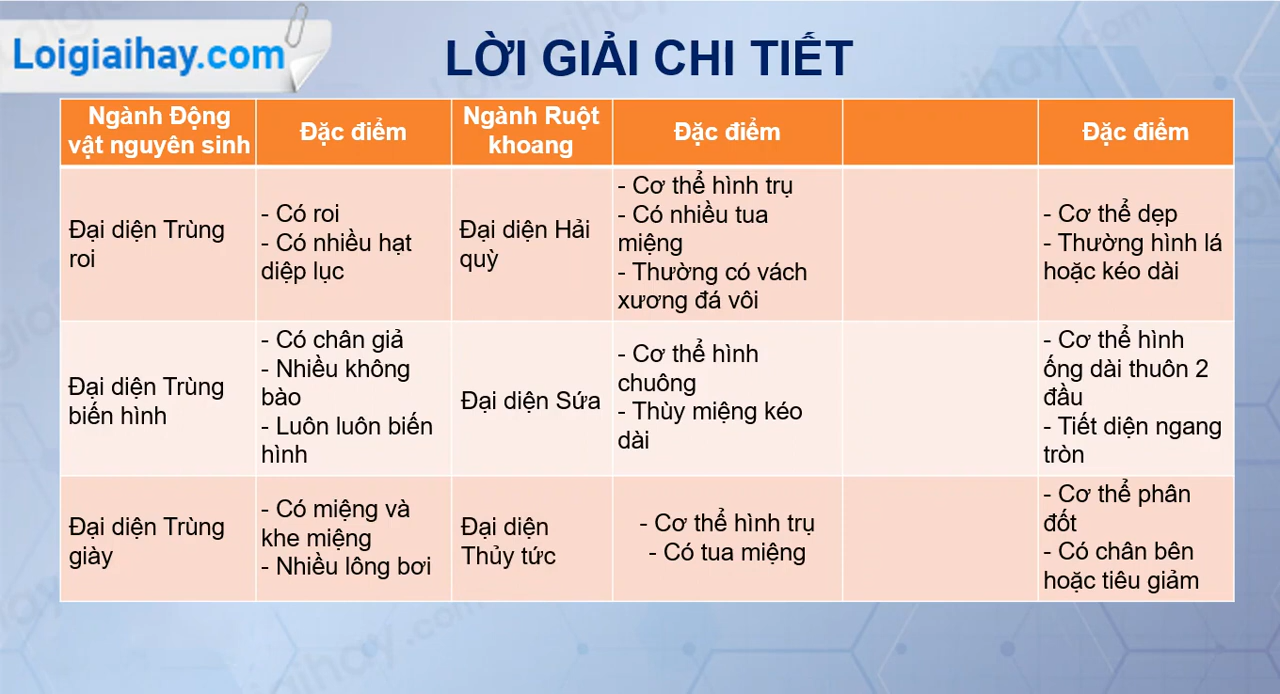 Loigiaihay.com
LỜI GIẢI CHI TIẾT
Ngành Động
vật nguyên sinh
Đặc điểm
Ngành Ruột
khoang
Đặc điểm
Đặc điểm
Đại diện Trùng
roi
- Có roi
- Có nhiều hạt
diệp lục
Đại diện Hải
quỳ
- Cơ thể hình trụ
- Có nhiều tua
miệng
- Thường có vách
xương đá vôi
- Cơ thể dẹp
- Thường hình lá
hoặc kéo dài
Đại diện Trùng
biến hình
- Có chân giả
- Nhiều không
bào
- Luôn luôn biến
hình
Đại diện Sứa
- Cơ thể hình
chuông
- Thùy miệng kéo
dài
- Cơ thể hình
ống dài thuôn 2
đầu
- Tiết diện ngang
tròn
Đại diện Trùng
giày
- Có miệng và
khe miệng
- Nhiều lông bơi
Đại diện
Thủy tức
- Cơ thể hình trụ
- Có tua miệng
- Cơ thể phân
đốt
- Có chân bên
hoặc tiêu giảm